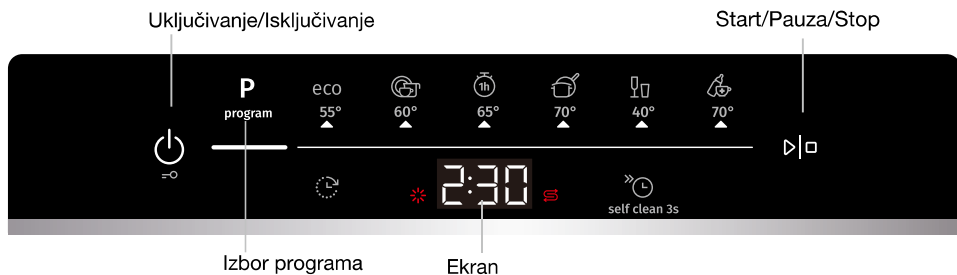 Uključivanje/Isključivanje
Start/Pauza/Stop
P
program
eco
1h
55° 60° 65° 70° 40° 70°
2:30
self clean 3s
Izbor programa
Ekran